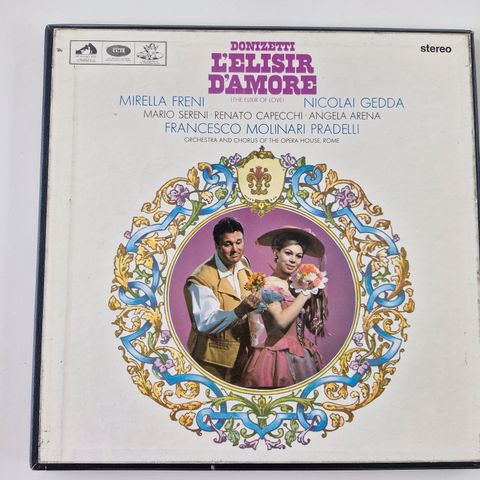 DONIZETTI
stereo
L'ELISIR
D'AMORE
(THE ELIXIR OF LOVE)
MIRELLA FRENI NICOLAI GEDDA
MARIO SERENI · RENATO CAPECCHI · ANGELA ARENA
FRANCESCO MOLINARI PRADELLI
ORCHESTRA AND CHORUS OF THE OPERA HOUSE, ROME